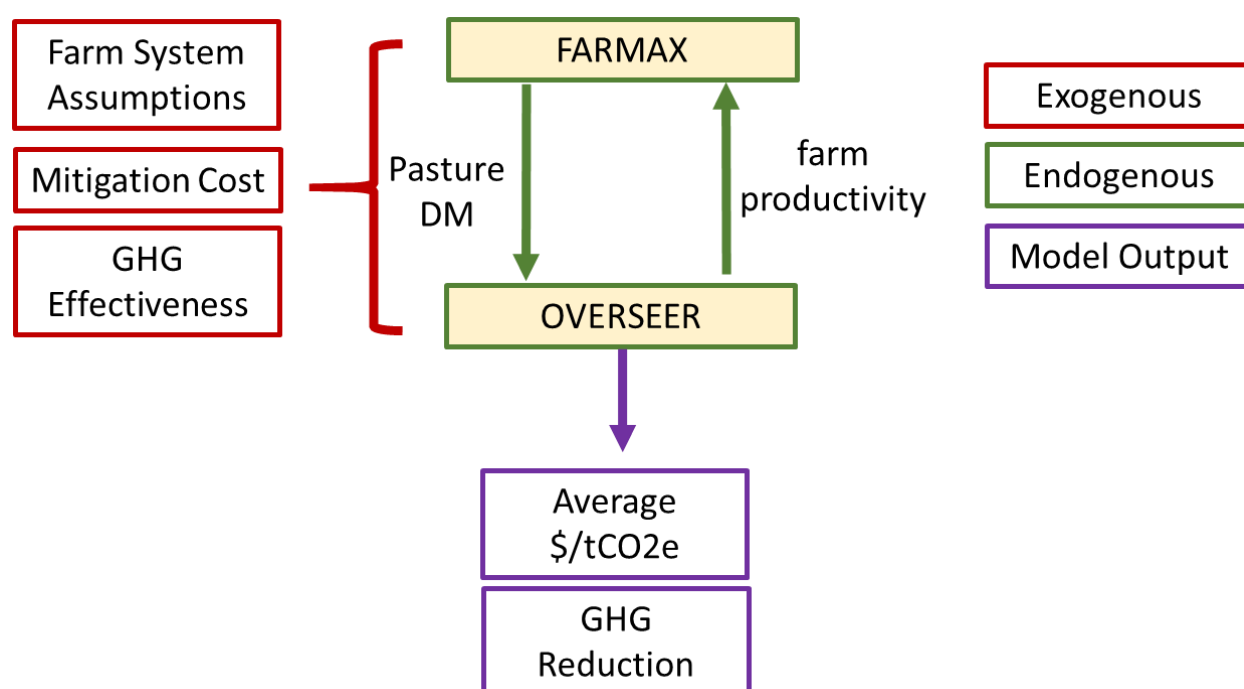 Farm System
Assumptions
Mitigation Cost
GHG
Effectiveness
FARMAX
Pasture
DM
farm
productivity
OVERSEER
Average
$/tCO2e
GHG
Reduction
Exogenous
Endogenous
Model Output